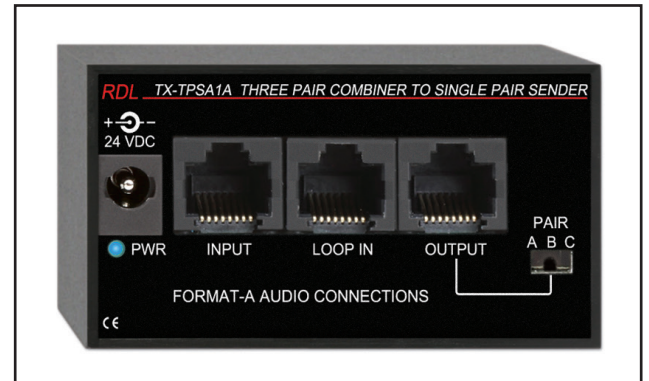 RDL TX-TPSA1A THREE PAIR COMBINER TO SINGLE PAIR SENDER
+ -
24 VDC
PWR
INPUT
LOOP IN
OUTPUT
PAIR
A B C
FORMAT-A AUDIO CONNECTIONS
CE